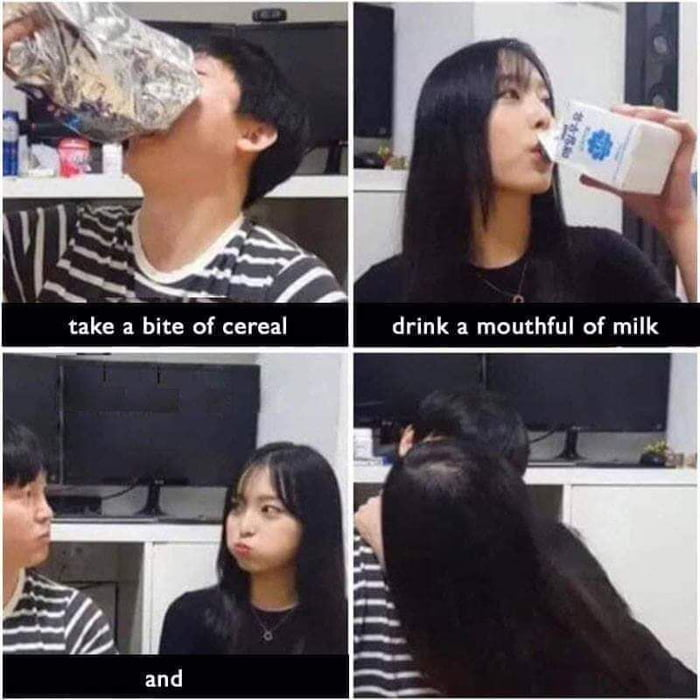 take a bite of cereal
drink a mouthful of milk
and